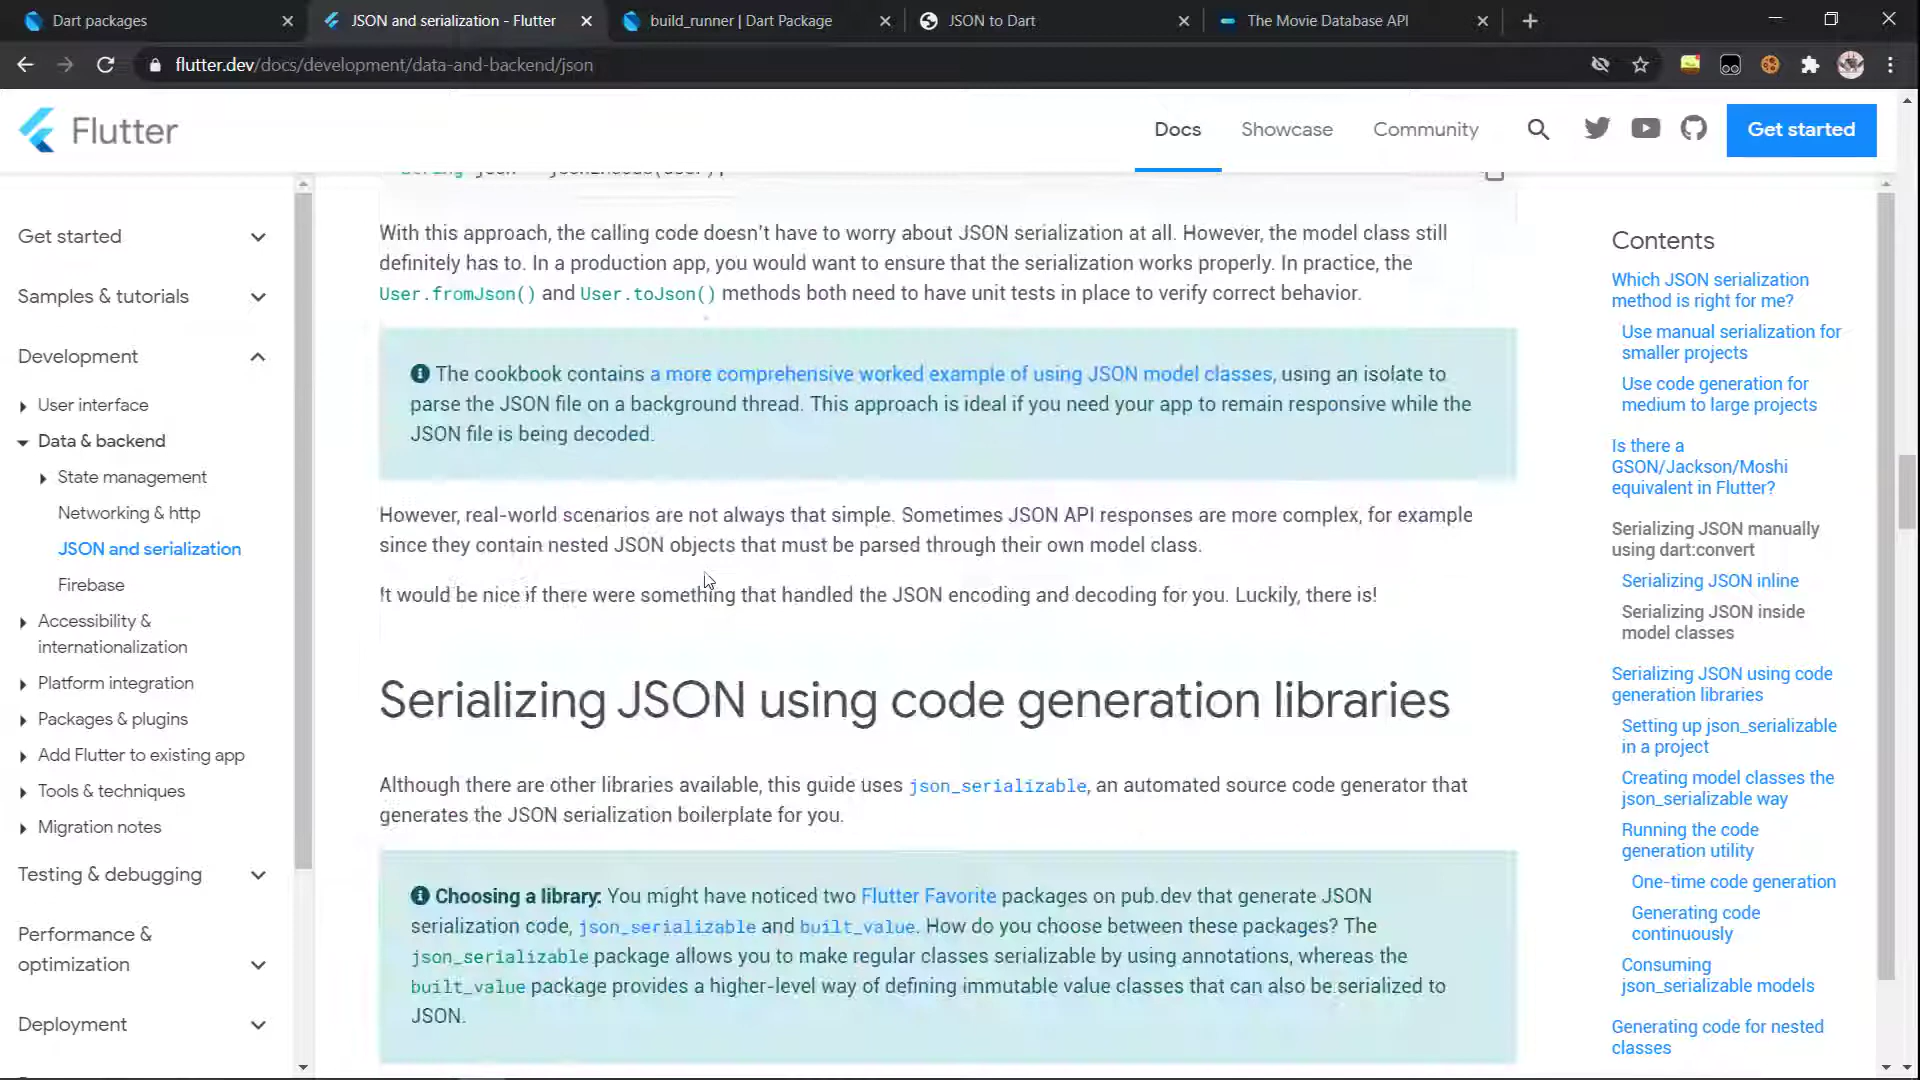 Dart packages
JSON and serialization - Flutter
build_runner | Dart Package
JSON to Dart
The Movie Database API
flutter.dev/docs/development/data-and-backend/json
Flutter
Docs
Showcase
Community
Get started
Get started
Samples & tutorials
Development
User interface
Data & backend
State management
Networking & http
JSON and serialization
Firebase
Accessibility &
internationalization
Platform integration
Packages & plugins
Add Flutter to existing app
Tools & techniques
Migration notes
Testing & debugging
Performance &
optimization
Deployment
With this approach, the calling code doesn't have to worry about JSON serialization at all. However, the model class still
definitely has to. In a production app, you would want to ensure that the serialization works properly. In practice, the
User.fromJson() and User.toJson() methods both need to have unit tests in place to verify correct behavior.
The cookbook contains a more comprehensive worked example of using JSON model classes, using an isolate to
parse the JSON file on a background thread. This approach is ideal if you need your app to remain responsive while the
JSON file is being decoded.
However, real-world scenarios are not always that simple. Sometimes JSON API responses are more complex, for example
since they contain nested JSON objects that must be parsed through their own model class.
It would be nice if there were something that handled the JSON encoding and decoding for you. Luckily, there is!
Serializing JSON using code generation libraries
Although there are other libraries available, this guide uses json_serializable, an automated source code generator that
generates the JSON serialization boilerplate for you.
Choosing a library: You might have noticed two Flutter Favorite packages on pub.dev that generate JSON
serialization code, json_serializable and built_value. How do you choose between these packages? The
json_serializable package allows you to make regular classes serializable by using annotations, whereas the
built_value package provides a higher-level way of defining immutable value classes that can also be serialized to
JSON.
Contents
Which JSON serialization
method is right for me?
Use manual serialization for
smaller projects
Use code generation for
medium to large projects
Is there a
GSON/Jackson/Moshi
equivalent in Flutter?
Serializing JSON manually
using dart:convert
Serializing JSON inline
Serializing JSON inside
model classes
Serializing JSON using code
generation libraries
Setting up json_serializable
in a project
Creating model classes the
json_serializable way
Running the code
generation utility
One-time code generation
Generating code
continuously
Consuming
json_serializable models
Generating code for nested
classes